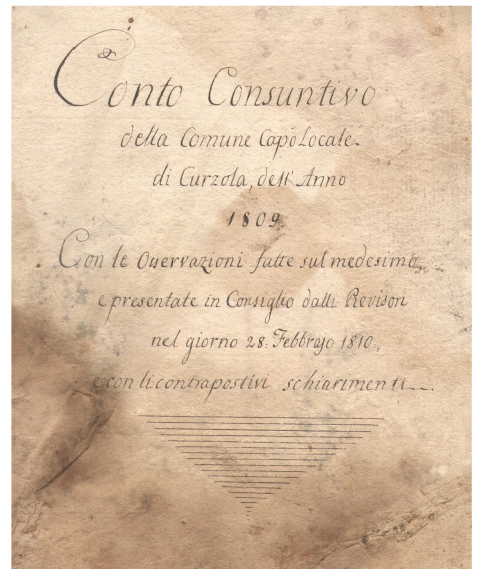 Conto Consuntivo
della Comune Capo Locale
di Curzola, dell' Anno
1809.
Con le Osservazioni fatte sul medesimo,
e presentate in Consiglio dalli Revisori
nel giorno 28: Febbrajo 1810.,
e con li contrapostivi schiarimenti